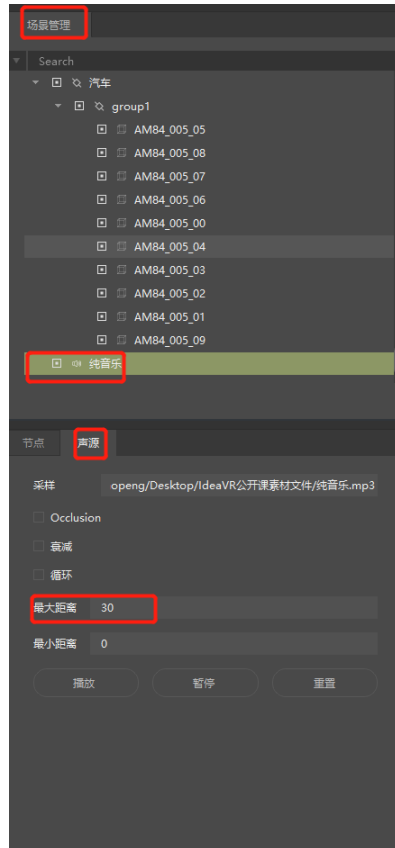 场景管理
Search
汽车
group1
AM84_005_05
AM84_005_08
AM84_005_07
AM84_005_06
AM84_005_00
AM84_005_04
AM84_005_03
AM84_005_02
AM84_005_01
AM84_005_09
纯音乐
节点 声源
采样 openg/Desktop/IdeaVR公开课素材文件/纯音乐.mp3
Occlusion
衰减
循环
最大距离 30
最小距离 0
播放 暂停 重置